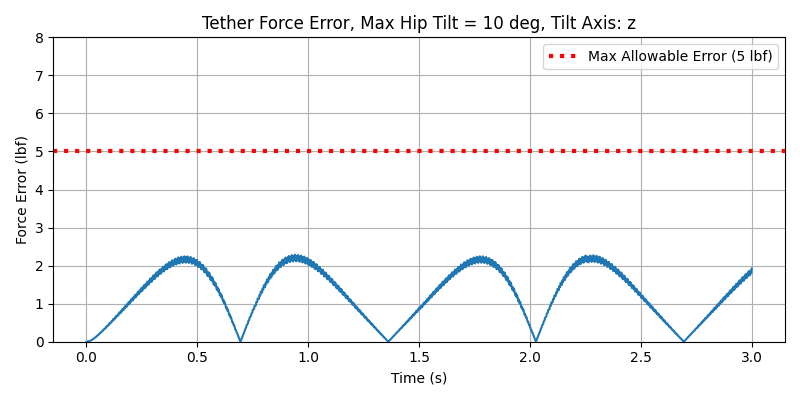 Tether Force Error, Max Hip Tilt = 10 deg, Tilt Axis: z
Max Allowable Error (5 lbf)
Force Error (lbf)
8
7
6
5
4
3
2
1
0
0.0 0.5 1.0 1.5 2.0 2.5 3.0
Time (s)